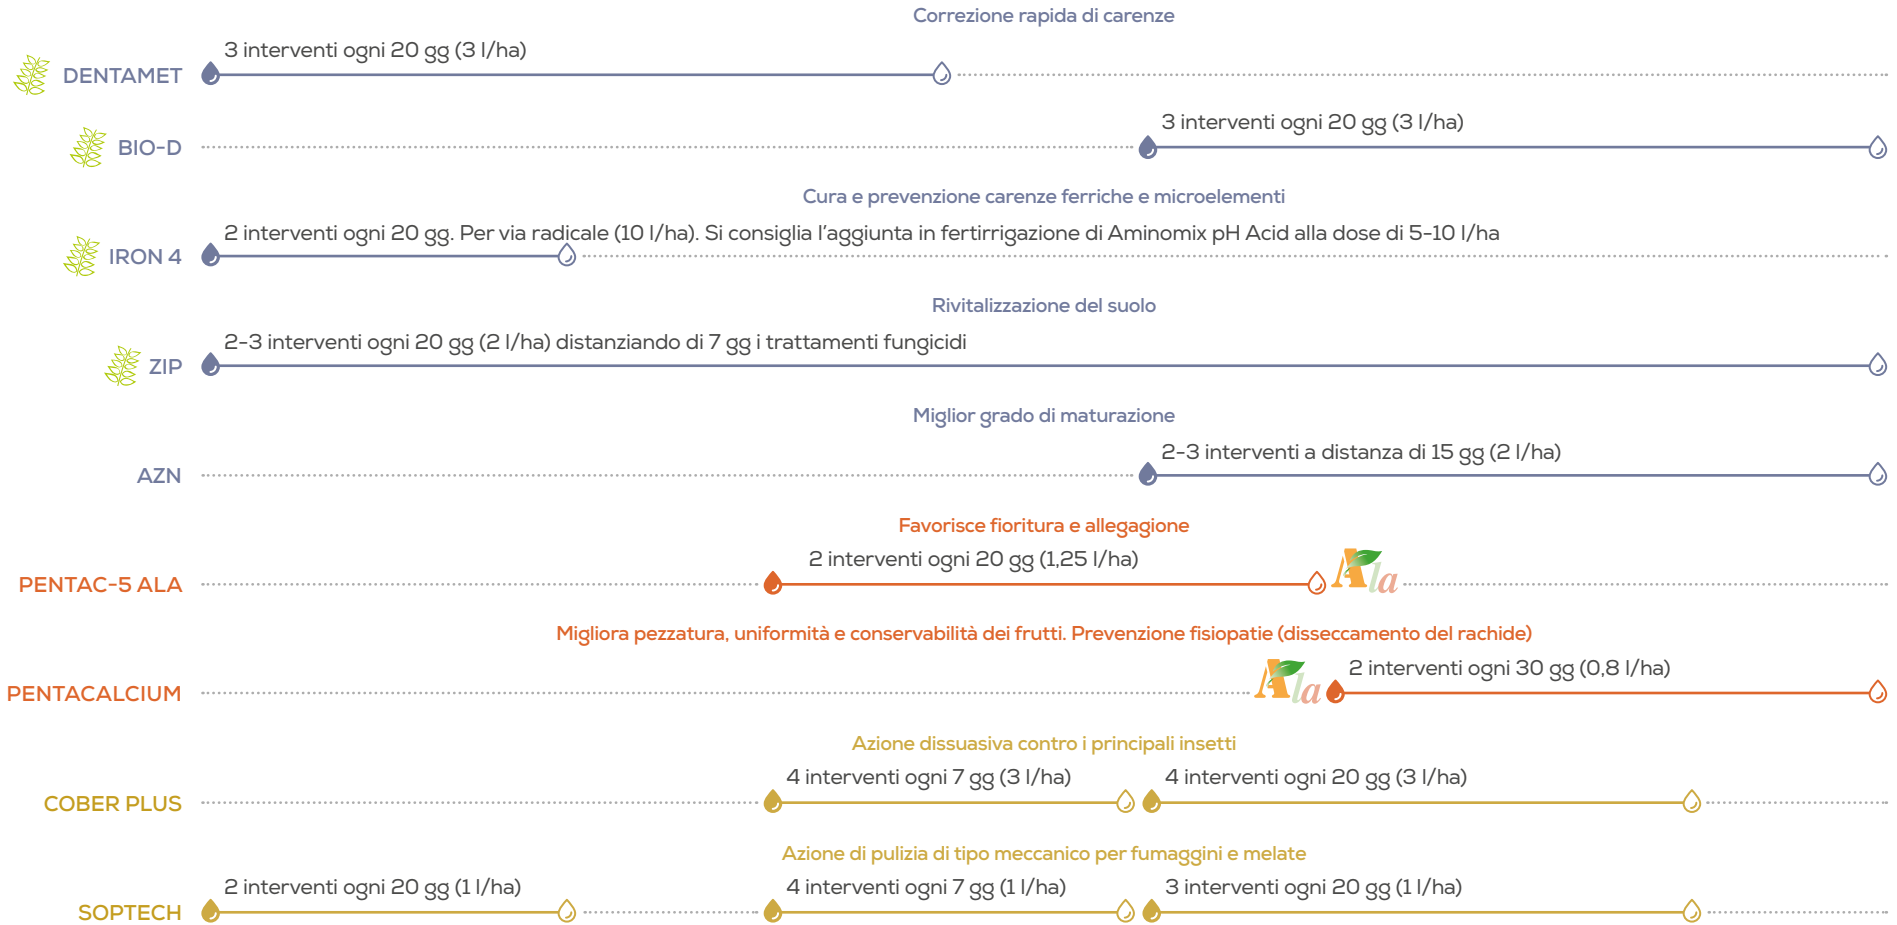 Correzione rapida di carenze
3 interventi ogni 20 gg (3 l/ha)
DENTAMET
3 interventi ogni 20 gg (3 l/ha)
BIO-D
Cura e prevenzione carenze ferriche e microelementi
2 interventi ogni 20 gg. Per via radicale (10 l/ha). Si consiglia l'aggiunta in fertirrigazione di Aminomix pH Acid alla dose di 5-10 l/ha
IRON 4
Rivitalizzazione del suolo
2-3 interventi ogni 20 gg (2 l/ha) distanziando di 7 gg i trattamenti fungicidi
ZIP
Miglior grado di maturazione
2-3 interventi a distanza di 15 gg (2 l/ha)
AZN
Favorisce fioritura e allegagione
2 interventi ogni 20 gg (1,25 l/ha)
Ala
PENTAC-5 ALA
Migliora pezzatura, uniformità e conservabilità dei frutti. Prevenzione fisiopatie (disseccamento del rachide)
Ala
2 interventi ogni 30 gg (0,8 l/ha)
PENTACALCIUM
Azione dissuasiva contro i principali insetti
4 interventi ogni 7 gg (3 l/ha)
4 interventi ogni 20 gg (3 l/ha)
COBER PLUS
Azione di pulizia di tipo meccanico per fumaggini e melate
2 interventi ogni 20 gg (1 l/ha)
4 interventi ogni 7 gg (1 l/ha)
3 interventi ogni 20 gg (1 l/ha)
SOPTECH